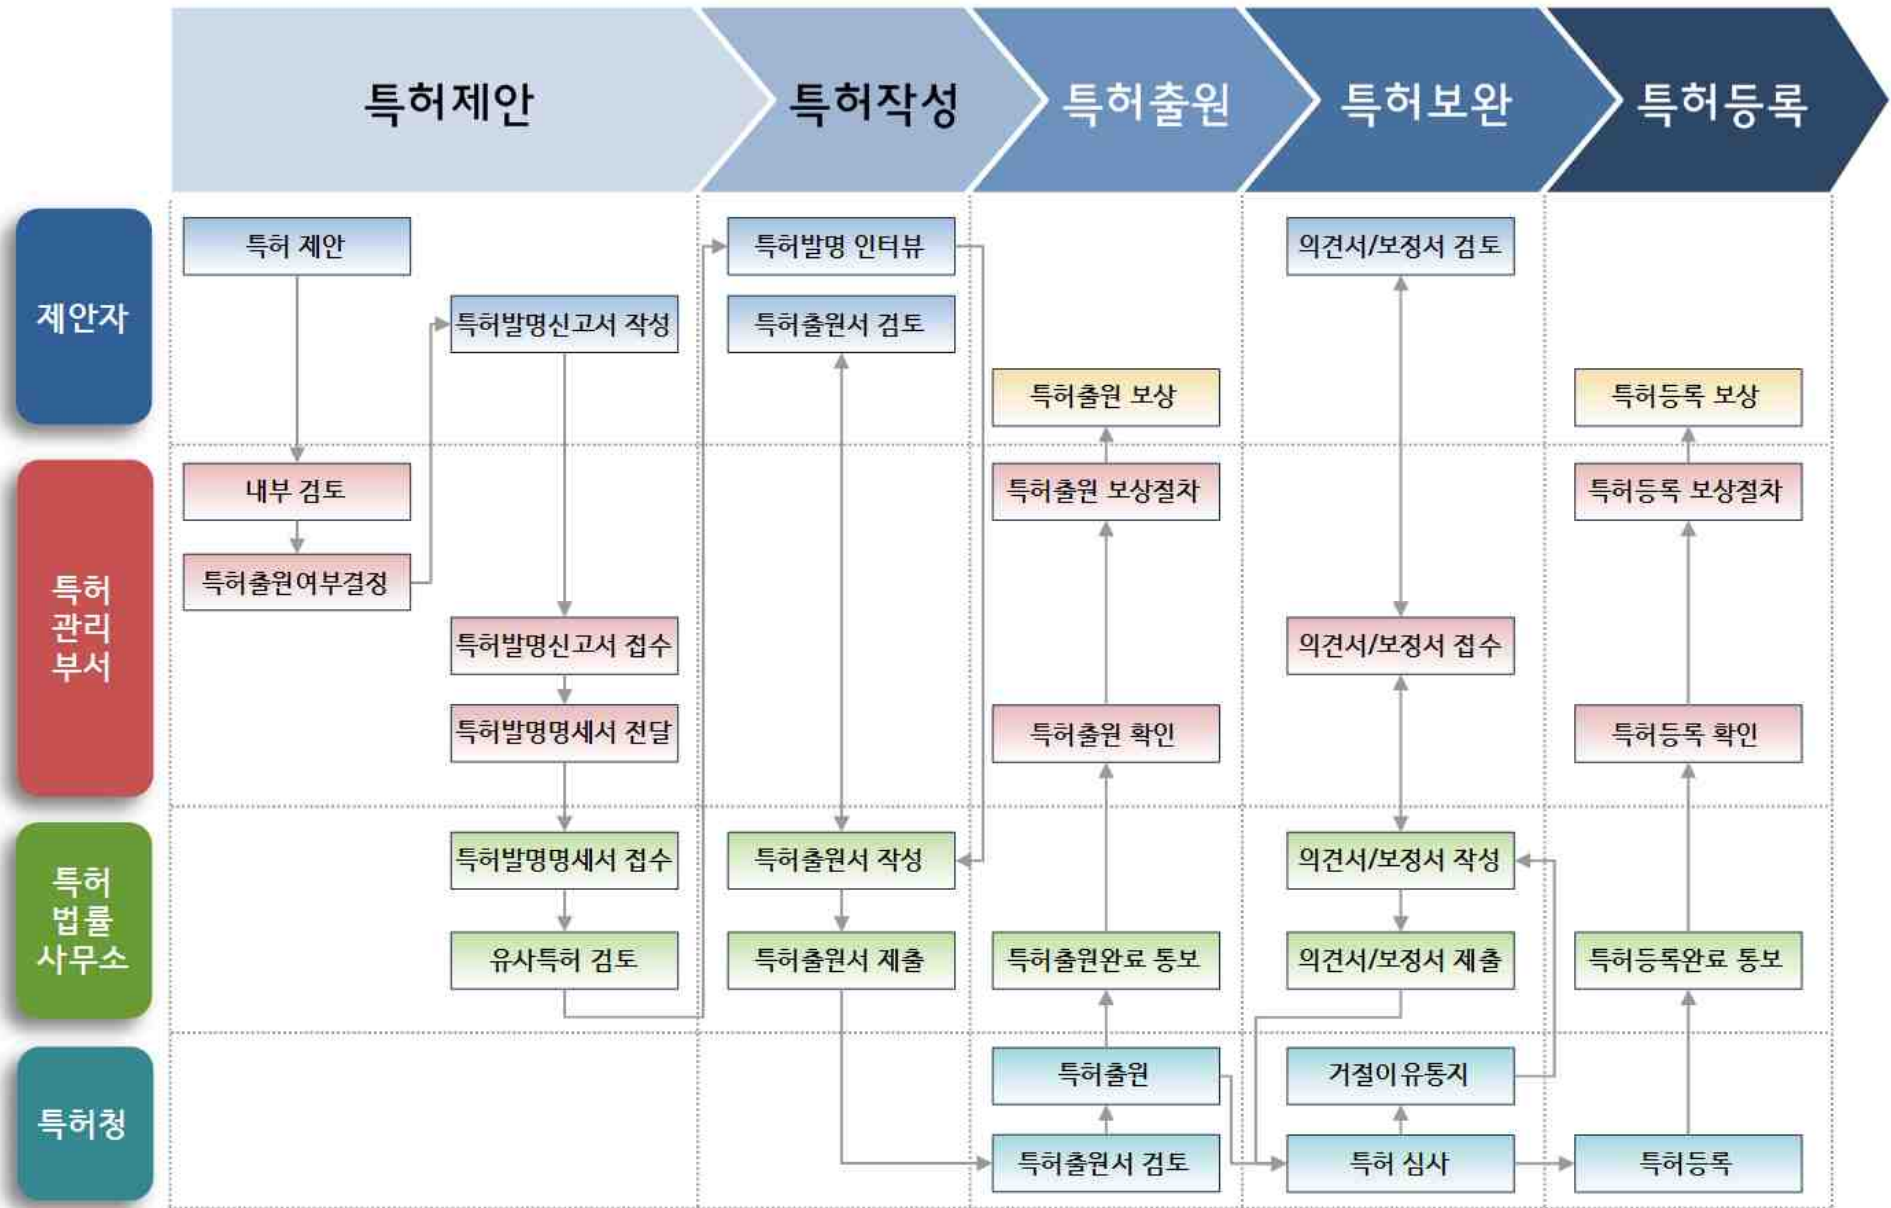 특허제안
특허작성
특허출원
특허보완
특허등록
제안자
특허 제안
특허발명 인터뷰
의견서/보정서 검토
특허발명신고서 작성
특허출원서 검토
특허출원 보상
특허등록 보상
특허
관리
부서
내부 검토
특허출원 보상절차
특허등록 보상절차
특허출원여부결정
특허발명신고서 접수
의견서/보정서 접수
특허발명명세서 전달
특허출원 확인
특허등록 확인
특허
법률
사무소
특허발명명세서 접수
특허출원서 작성
의견서/보정서 작성
유사특허 검토
특허출원서 제출
특허출원완료 통보
의견서/보정서 제출
특허등록완료 통보
특허청
특허출원
거절이유통지
특허출원서 검토
특허 심사
특허등록